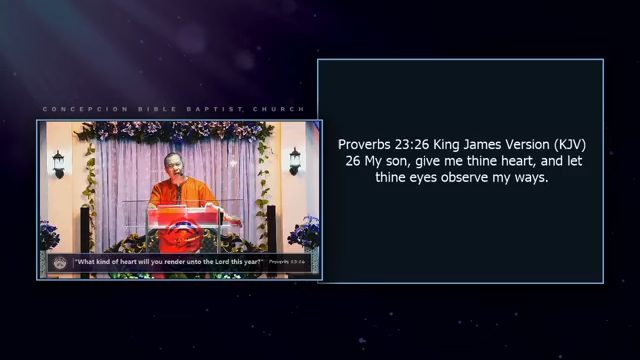 CONCEPCION BIBLE BAPTIST CHURCH
Proverbs 23:26 King James Version (KJV)
26 My son, give me thine heart, and let
thine eyes observe my ways.
"What kind of heart will you render unto the Lord this year?" Proverbs 23:26